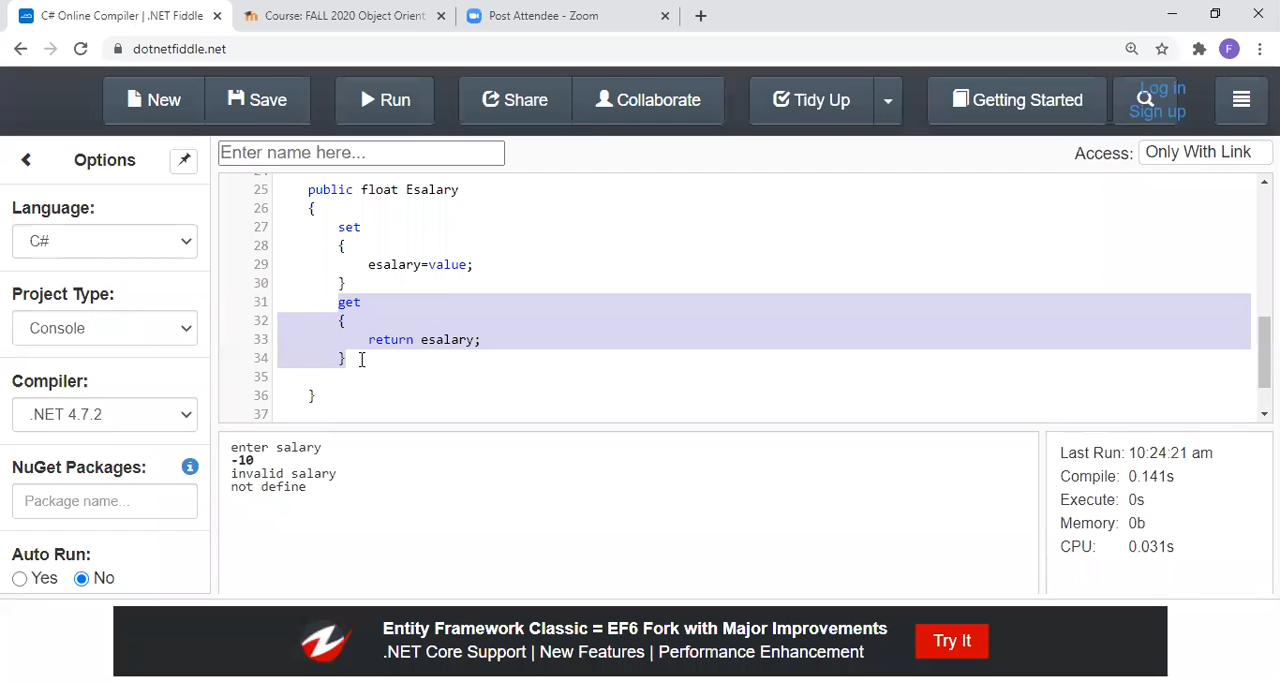 C# Online Compiler | .NET Fiddle
Course: FALL 2020 Object Orient
Post Attendee - Zoom
dotnetfiddle.net
F
New
Save
Run
Share
Collaborate
Tidy Up
Getting Started
Log in
Sign up
Options
Enter name here...
Access:
Only With Link
Language:
C#
Project Type:
Console
Compiler:
.NET 4.7.2
NuGet Packages:
Package name...
Auto Run:
Yes
No
25 public float Esalary
26 {
27 set
28 {
29 esalary=value;
30 }
31 get
32 {
33 return esalary;
34 }
35
36 }
37
enter salary
-10
invalid salary
not define
Last Run: 10:24:21 am
Compile: 0.141s
Execute: 0s
Memory: 0b
CPU: 0.031s
Entity Framework Classic = EF6 Fork with Major Improvements
.NET Core Support | New Features | Performance Enhancement
Try It